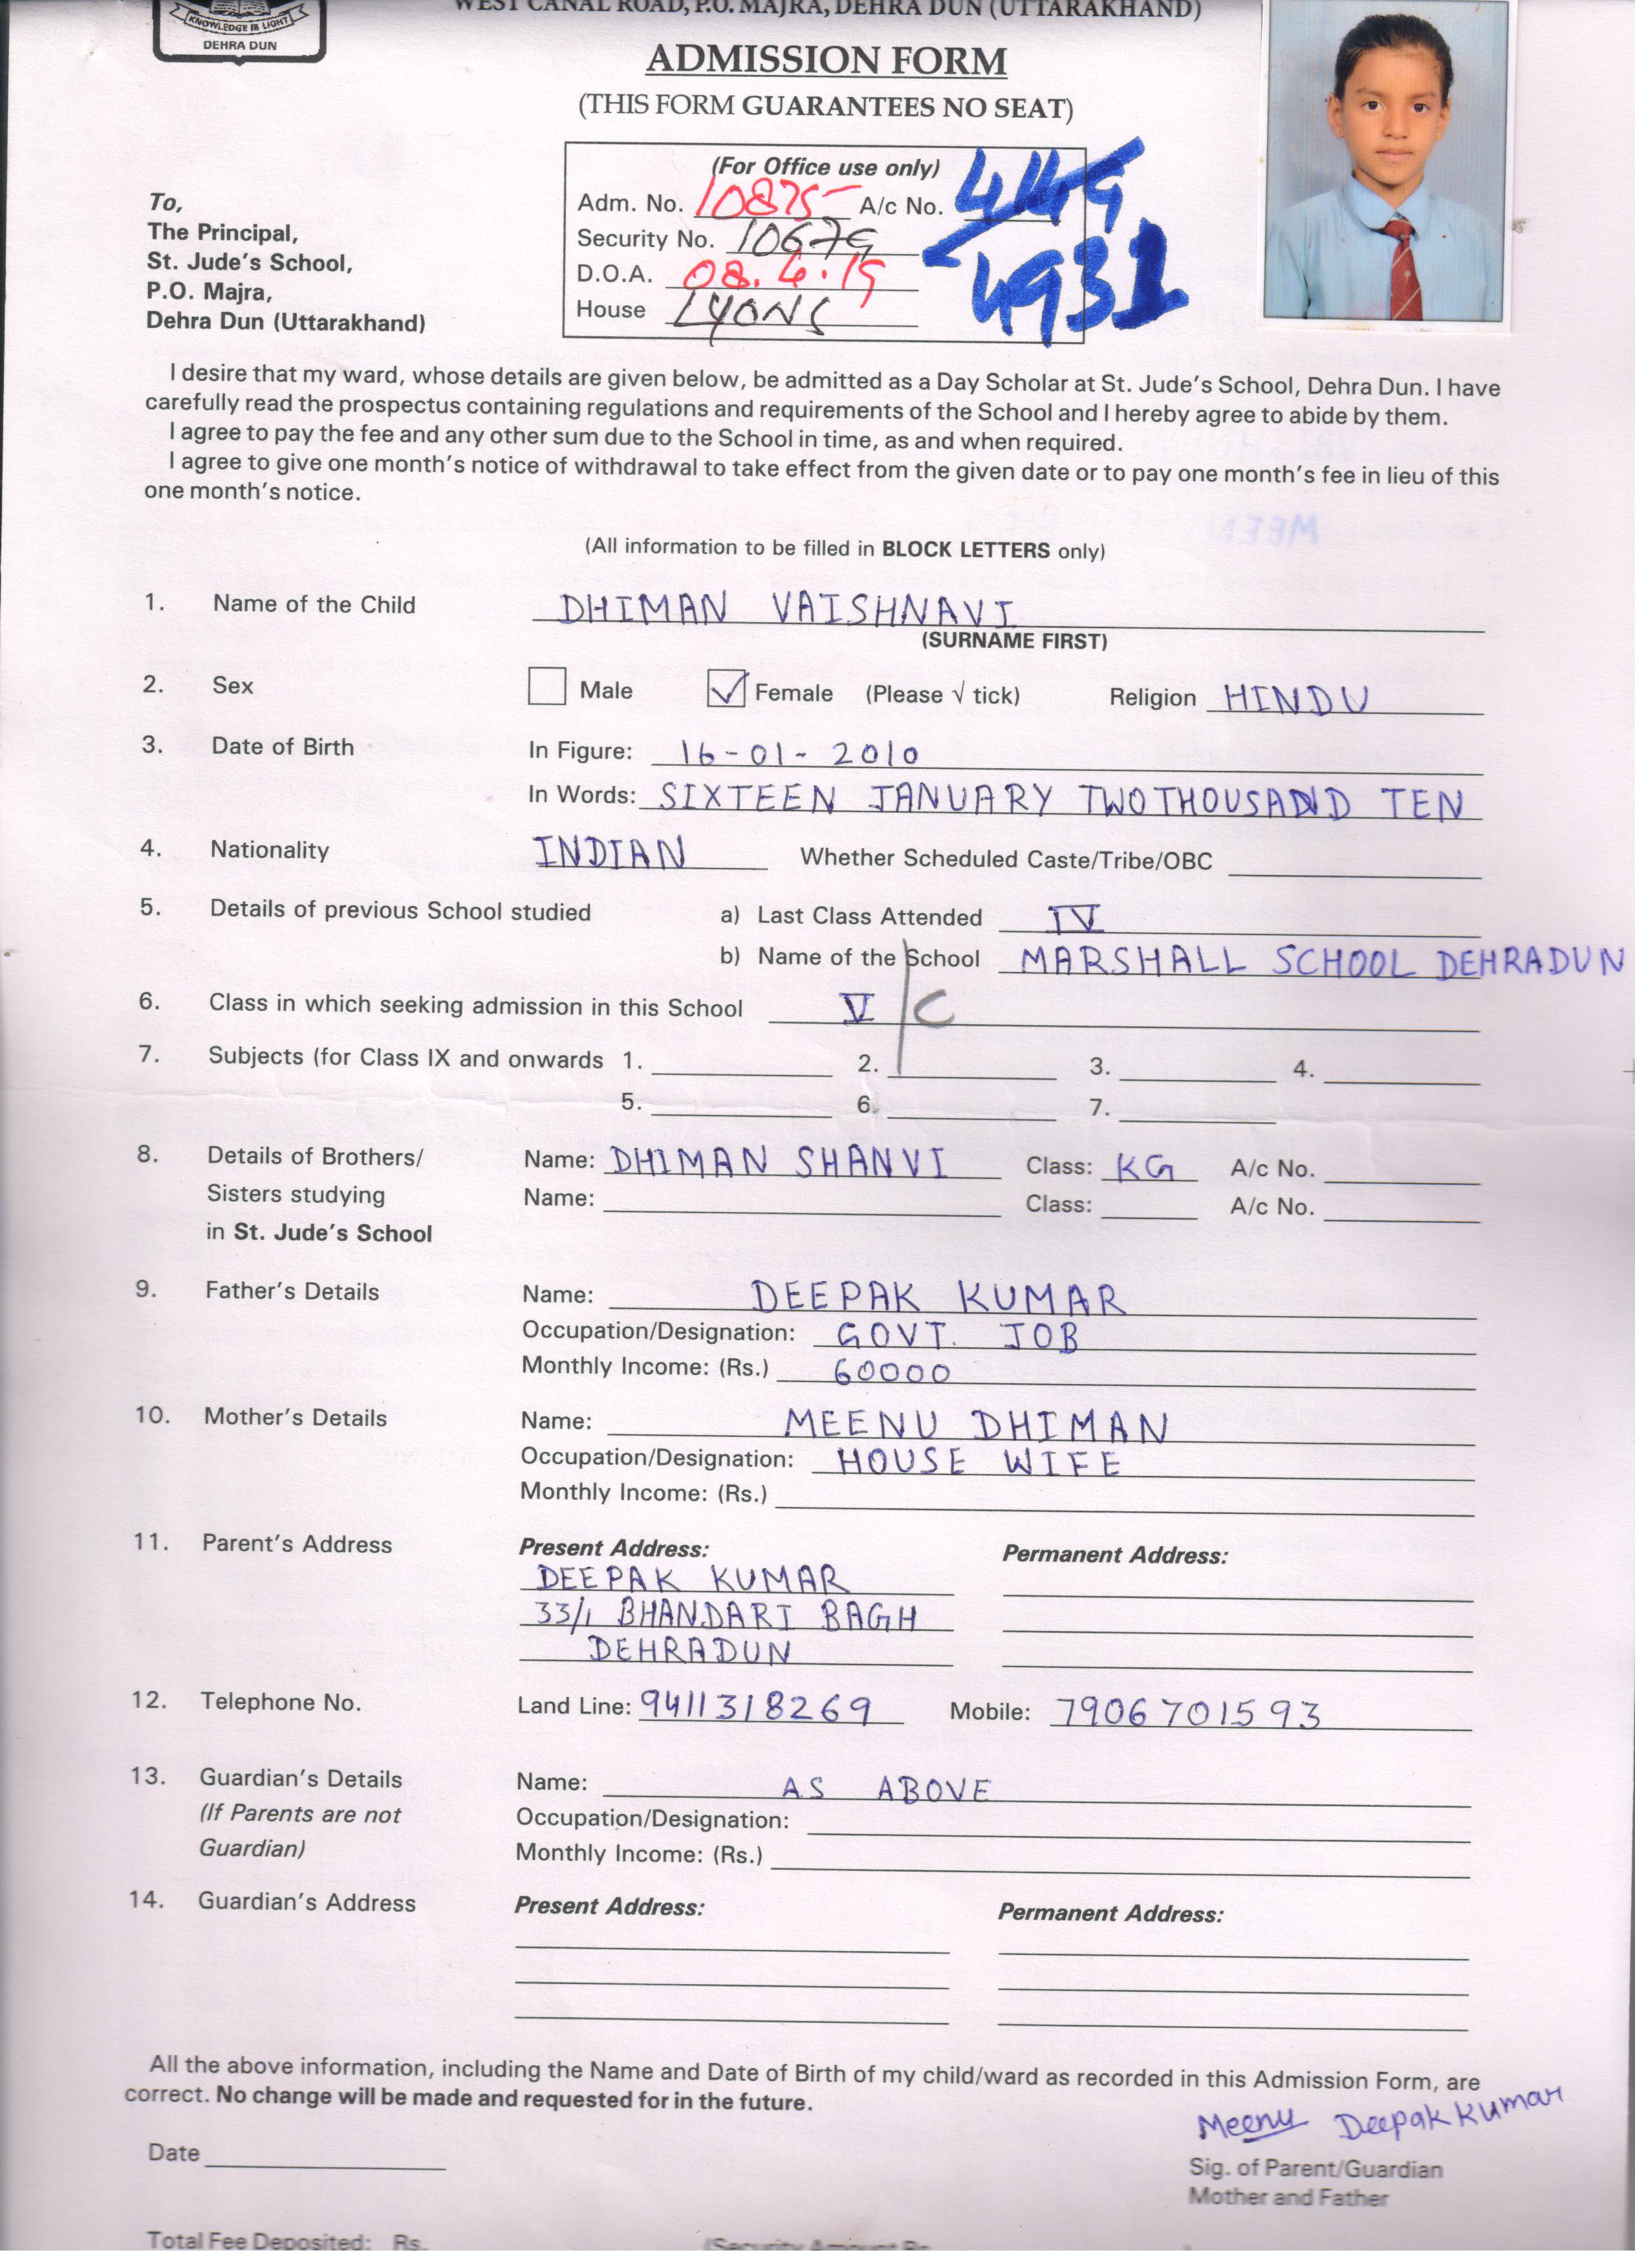 WEST CANAL ROAD, P.O. MAJRA, DEHRA DUN (UTTARAKHAND)
KNOWLEDGE IS LIGHT
DEHRA DUN
ADMISSION FORM
(THIS FORM GUARANTEES NO SEAT)
(For Office use only)
Adm. No. 10875 A/c No.
4931
Security No. 10679
D.O.A. 08.4.19
House LYONS
To,
The Principal,
St. Jude's School,
P.O. Majra,
Dehra Dun (Uttarakhand)
I desire that my ward, whose details are given below, be admitted as a Day Scholar at St. Jude's School, Dehra Dun. I have
carefully read the prospectus containing regulations and requirements of the School and I hereby agree to abide by them.
I agree to pay the fee and any other sum due to the School in time, as and when required.
I agree to give one month's notice of withdrawal to take effect from the given date or to pay one month's fee in lieu of this
one month's notice.
(All information to be filled in BLOCK LETTERS only)
1. Name of the Child DHIMAN VAISHNAVI
(SURNAME FIRST)
2. Sex Male Female (Please √ tick) Religion HINDU
3. Date of Birth In Figure: 16-01-2010
In Words: SIXTEEN JANUARY TWO THOUSAND TEN
4. Nationality INDIAN Whether Scheduled Caste/Tribe/OBC
5. Details of previous School studied a) Last Class Attended IV
b) Name of the School MARSHALL SCHOOL DEHRADUN
6. Class in which seeking admission in this School V/C
7. Subjects (for Class IX and onwards 1. 2. 3. 4.
5. 6. 7.
8. Details of Brothers/ Name: DHIMAN SHANVI Class: KG A/c No.
Sisters studying Name: Class: A/c No.
in St. Jude's School
9. Father's Details Name: DEEPAK KUMAR
Occupation/Designation: GOVT. JOB
Monthly Income: (Rs.) 60000
10. Mother's Details Name: MEENU DHIMAN
Occupation/Designation: HOUSE WIFE
Monthly Income: (Rs.)
11. Parent's Address Present Address: Permanent Address:
DEEPAK KUMAR
33/1 BHANDARI BAGH
DEHRADUN
12. Telephone No. Land Line: 9411318269 Mobile: 7906701593
13. Guardian's Details Name: AS ABOVE
(If Parents are not Occupation/Designation:
Guardian) Monthly Income: (Rs.)
14. Guardian's Address Present Address: Permanent Address:
All the above information, including the Name and Date of Birth of my child/ward as recorded in this Admission Form, are
correct. No change will be made and requested for in the future.
Meenu Deepak Kumar
Date
Sig. of Parent/Guardian
Mother and Father
Total Fee Deposited: Rs. (Security Amount Rs.